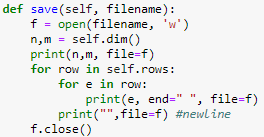 def save(self, filename):
    f = open(filename, 'w')
    n,m = self.dim()
    print(n,m, file=f)
    for row in self.rows:
        for e in row:
            print(e, end=" ", file=f)
        print("",file=f) #newline
    f.close()